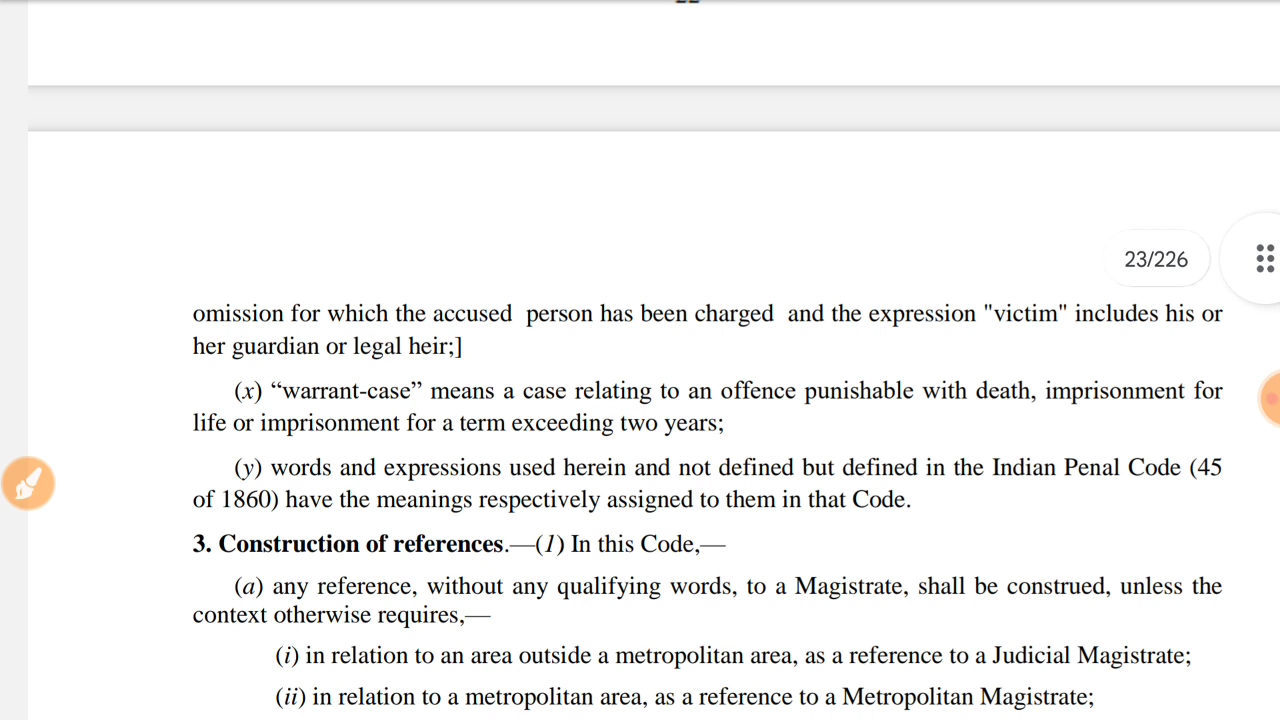 23/226
omission for which the accused person has been charged and the expression "victim" includes his or
her guardian or legal heir;]
(x) “warrant-case” means a case relating to an offence punishable with death, imprisonment for
life or imprisonment for a term exceeding two years;
(y) words and expressions used herein and not defined but defined in the Indian Penal Code (45
of 1860) have the meanings respectively assigned to them in that Code.
3. Construction of references.—(1) In this Code,—
(a) any reference, without any qualifying words, to a Magistrate, shall be construed, unless the
context otherwise requires,—
(i) in relation to an area outside a metropolitan area, as a reference to a Judicial Magistrate;
(ii) in relation to a metropolitan area, as a reference to a Metropolitan Magistrate;